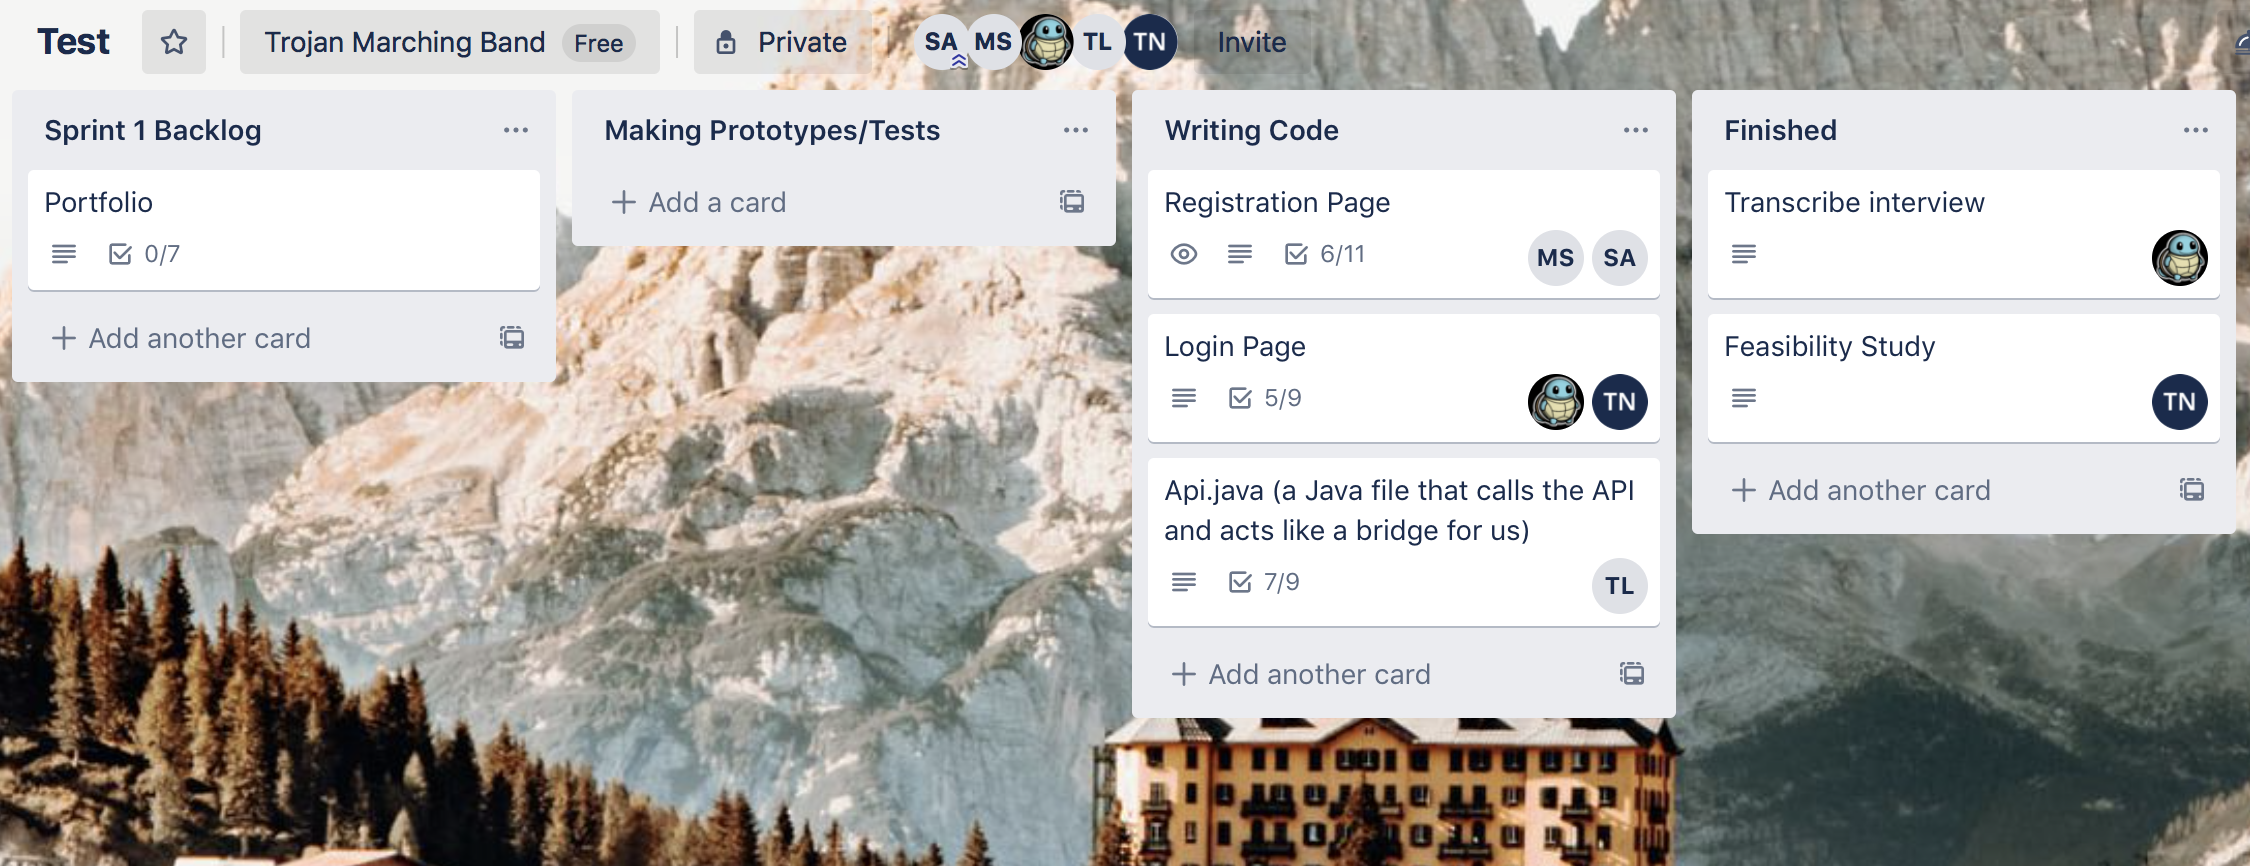 Test
Trojan Marching Band Free
Private
SA MS TL TN
Invite
Sprint 1 Backlog
Portfolio
0/7
Add another card
Making Prototypes/Tests
Add a card
Writing Code
Registration Page
6/11 MS SA
Login Page
5/9 TN
Api.java (a Java file that calls the API
and acts like a bridge for us)
7/9 TL
Add another card
Finished
Transcribe interview
Feasibility Study
TN
Add another card